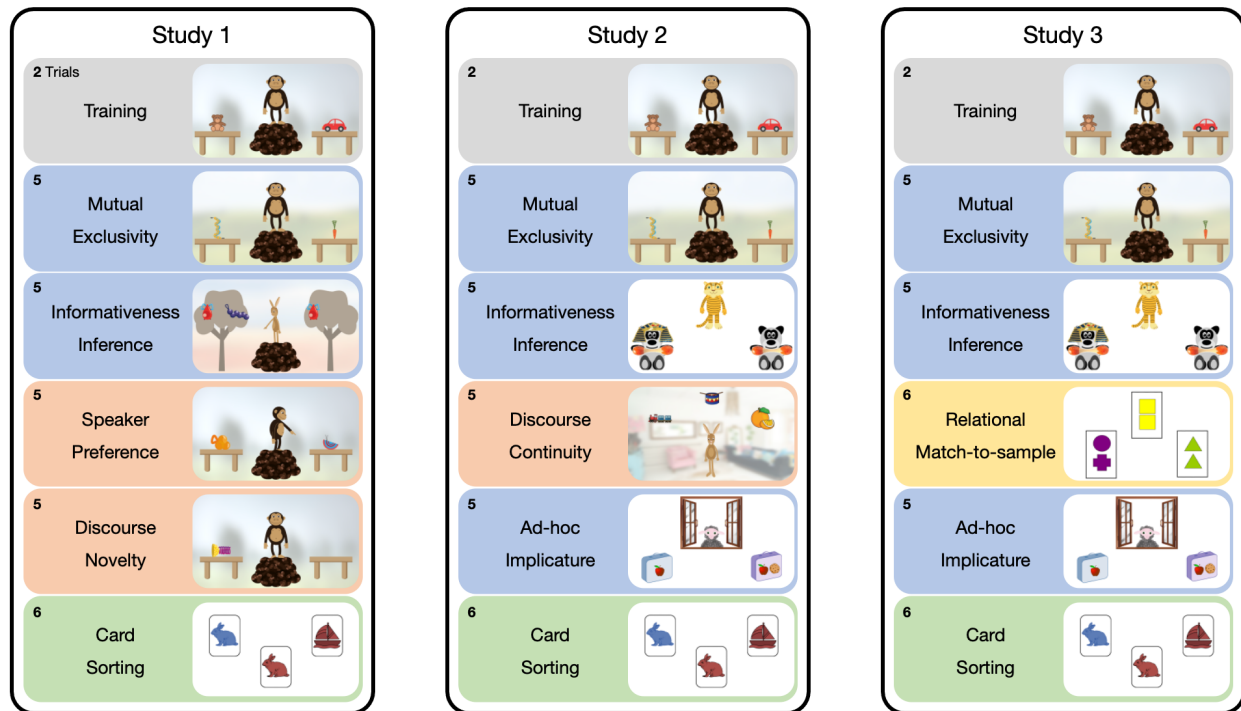 Study 1
2 Trials
Training
5
Mutual
Exclusivity
5
Informativeness
Inference
5
Speaker
Preference
5
Discourse
Novelty
6
Card
Sorting
Study 2
2
Training
5
Mutual
Exclusivity
5
Informativeness
Inference
5
Discourse
Continuity
5
Ad-hoc
Implicature
6
Card
Sorting
Study 3
2
Training
5
Mutual
Exclusivity
5
Informativeness
Inference
6
Relational
Match-to-sample
5
Ad-hoc
Implicature
6
Card
Sorting